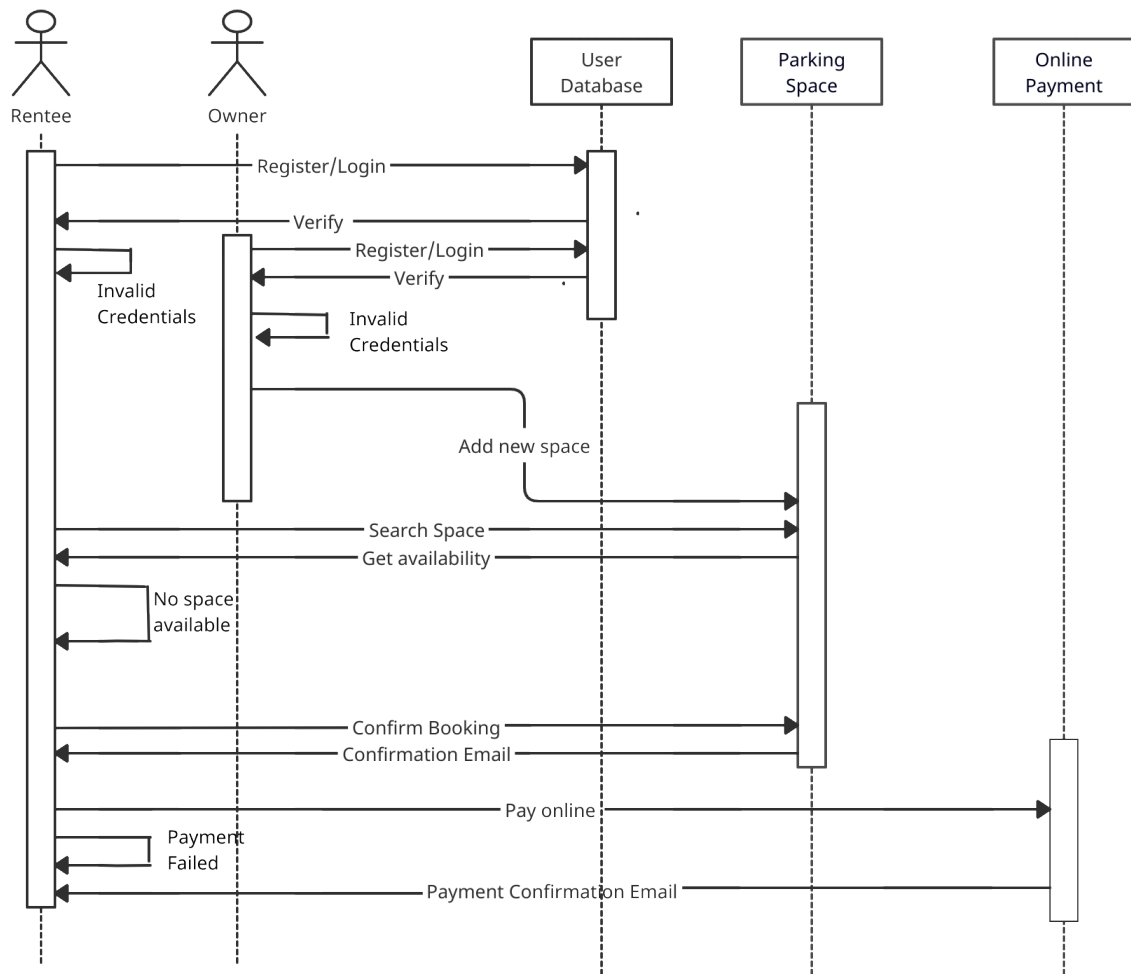 Rentee
Owner
User
Database
Parking
Space
Online
Payment
Register/Login
Verify
Register/Login
Verify
Invalid
Credentials
Invalid
Credentials
Add new space
Search Space
Get availability
No space
available
Confirm Booking
Confirmation Email
Pay online
Payment
Failed
Payment Confirmation Email